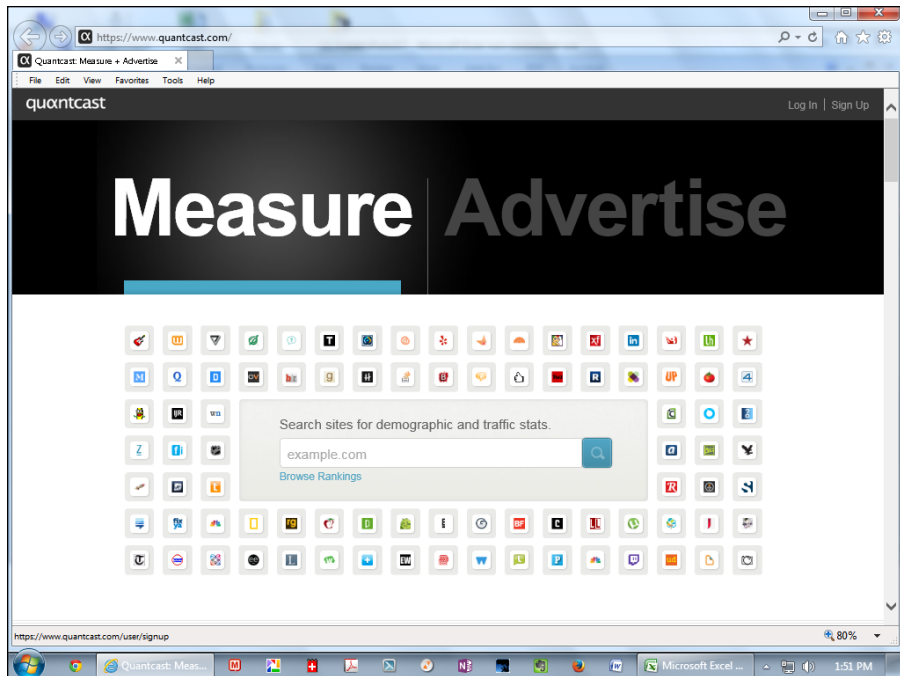 https://www.quantcast.com/
Quantcast: Measure + Advertise
File Edit View Favorites Tools Help
quantcast
Log In | Sign Up
Measure Advertise
Search sites for demographic and traffic stats.
example.com
Browse Rankings
https://www.quantcast.com/user/signup
80%
Quantcast: Meas...
Microsoft Excel ...
1:51 PM